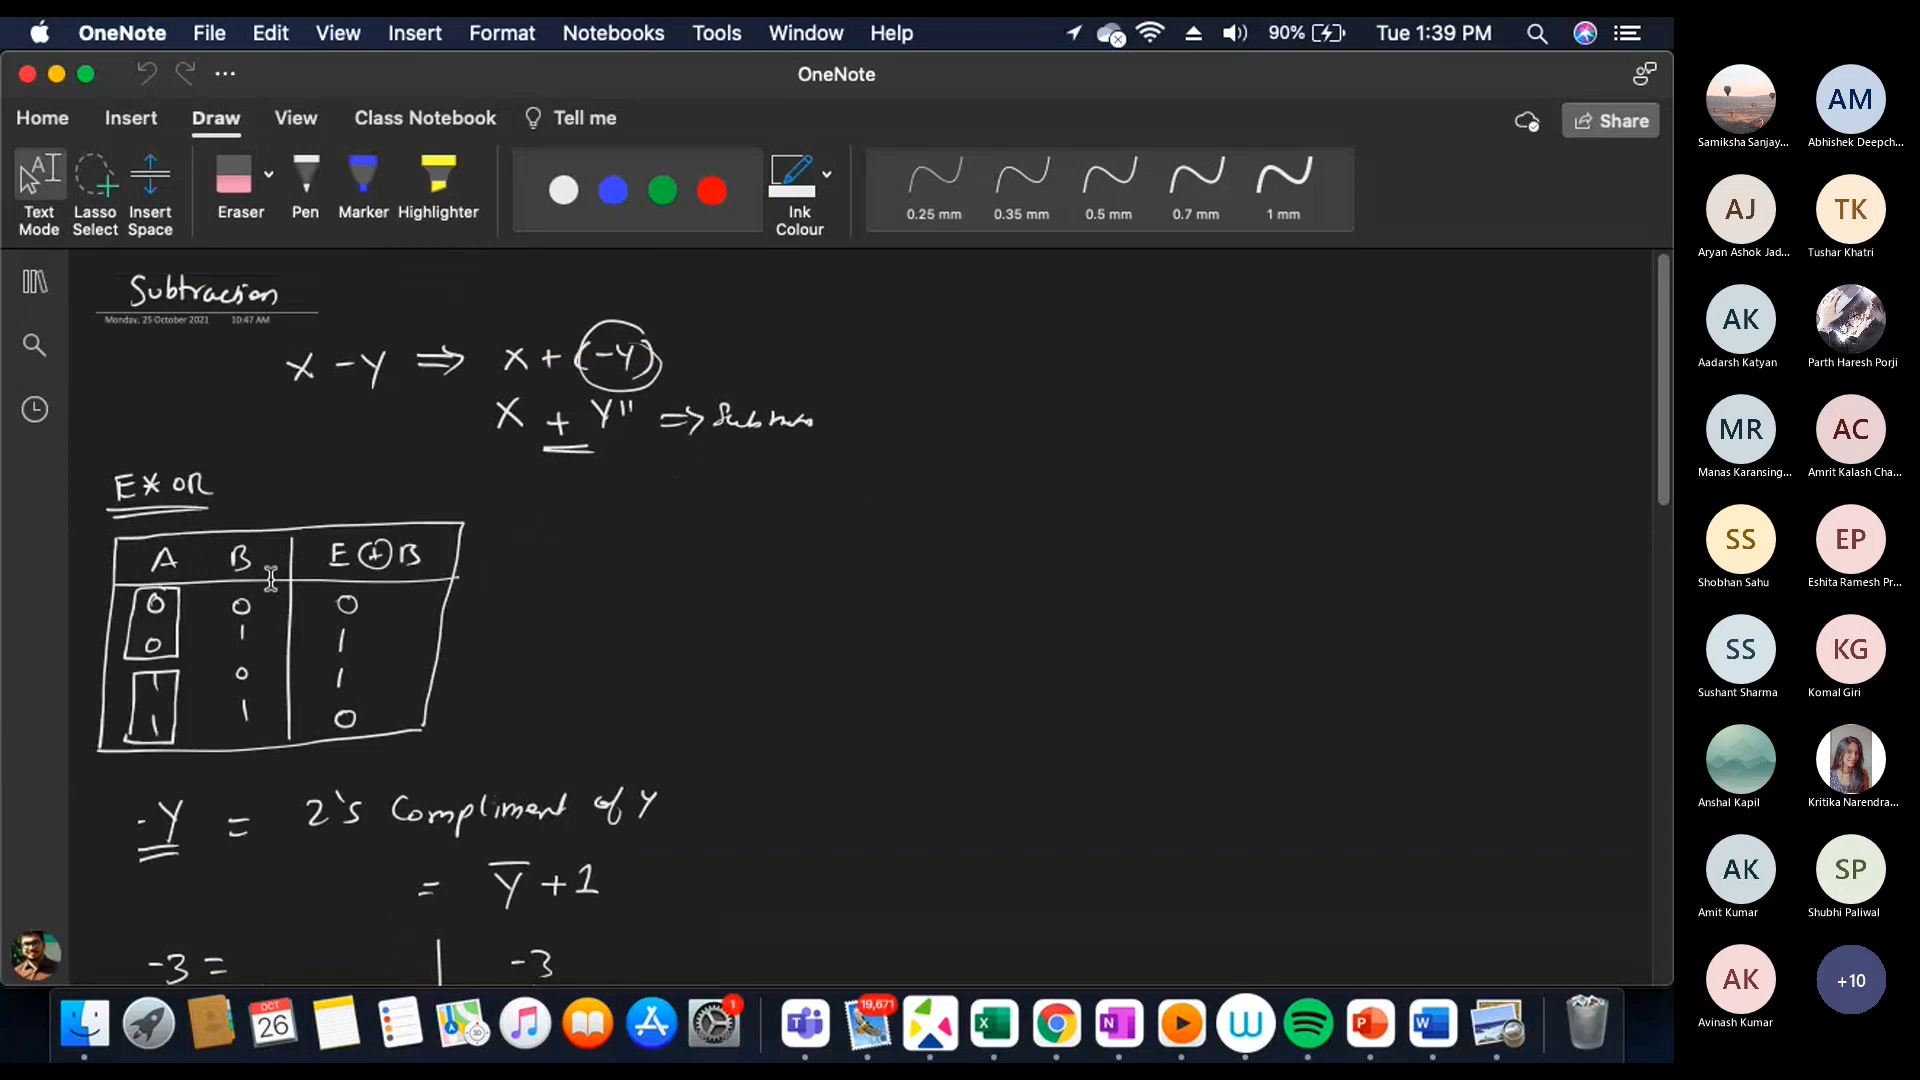 OneNote File Edit View Insert Format Notebooks Tools Window Help 90% Tue 1:39 PM
OneNote
Home Insert Draw View Class Notebook Tell me Share
Text Mode Lasso Select Insert Space Eraser Pen Marker Highlighter Ink Colour 0.25 mm 0.35 mm 0.5 mm 0.7 mm 1 mm
Subtraction
Monday, 25 October 2021 10:47 AM
X - Y ⇒ X + (-Y)
X + Y" ⇒
EXOR
A B E ⊕ B
0 0 0
0 1 1
1 0 1
1 1 0
-Y = 2's Compliment of Y
= Y̅ + 1
-3 = | -3
OCT 26 1 19,671
Samiksha Sanjay...
AM
Abhishek Deepch...
AJ
Aryan Ashok Jad...
TK
Tushar Khatri
AK
Aadarsh Katyan
Parth Haresh Porji
MR
Manas Karansing...
AC
Amrit Kalash Cha...
SS
Shobhan Sahu
EP
Eshita Ramesh Pr...
SS
Sushant Sharma
KG
Komal Giri
Anshal Kapil
Kritika Narendra...
AK
Amit Kumar
SP
Shubhi Paliwal
AK
Avinash Kumar
+10